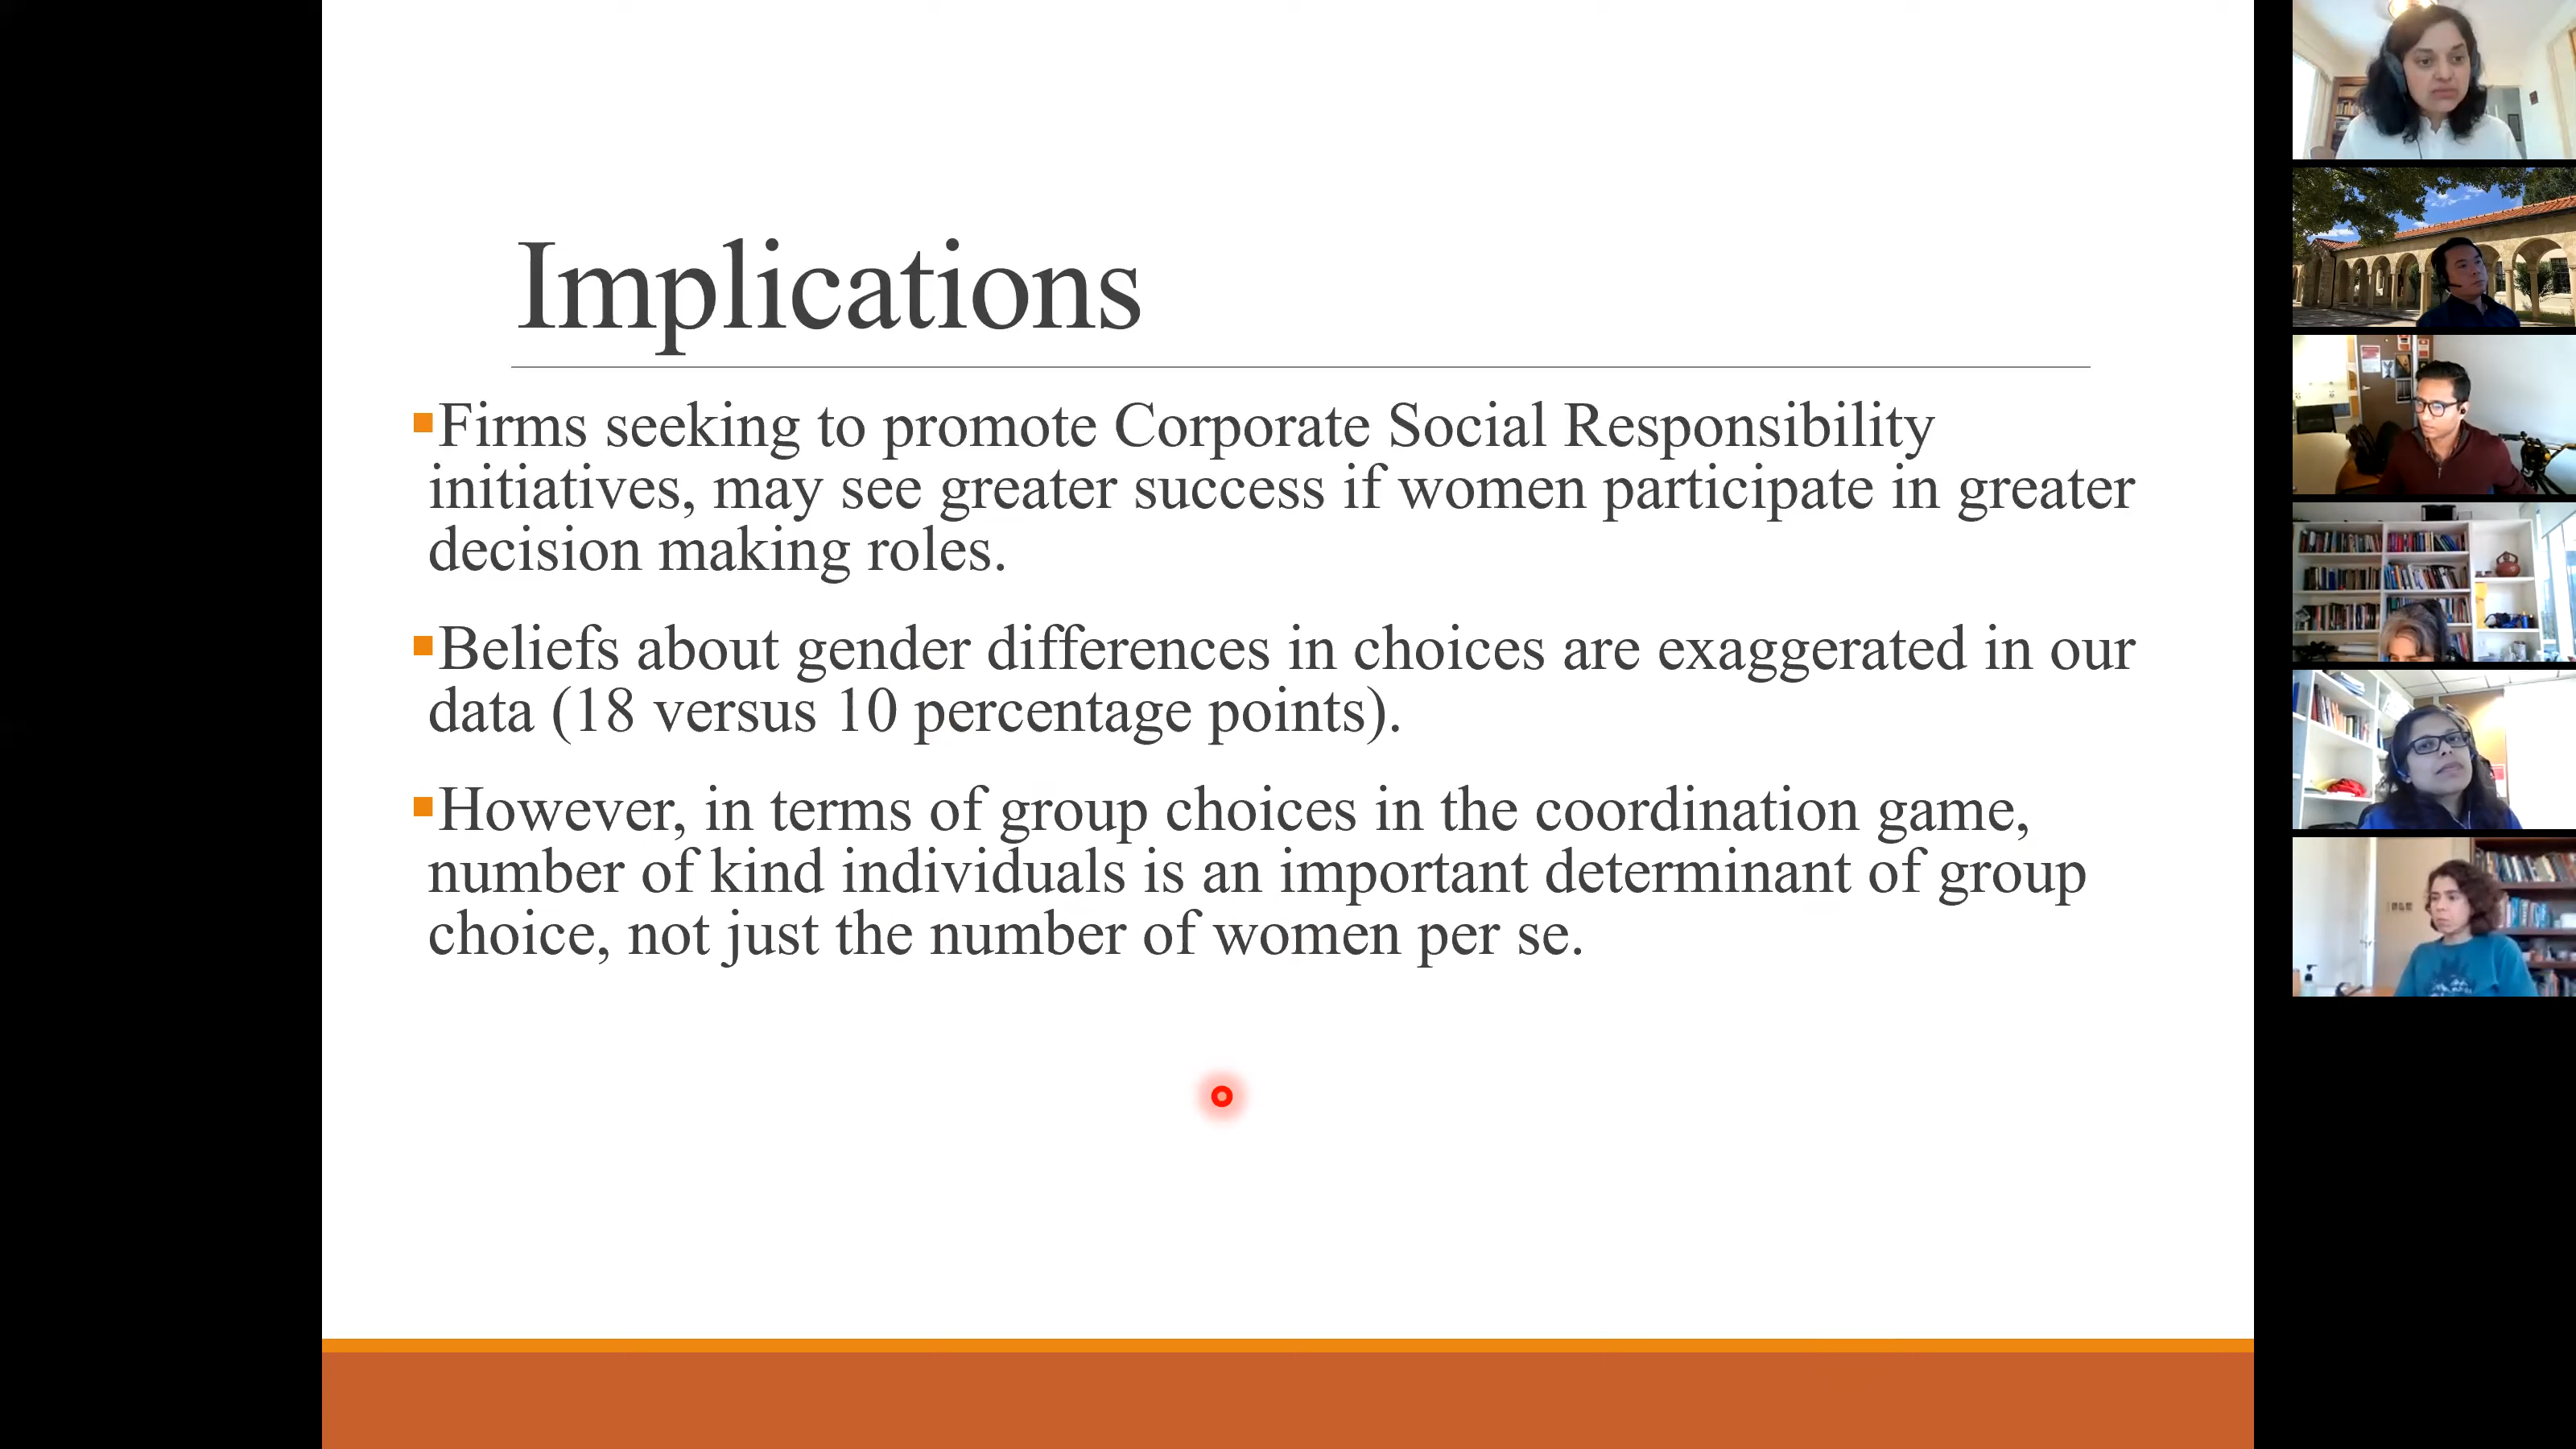 Implications
Firms seeking to promote Corporate Social Responsibility
initiatives, may see greater success if women participate in greater
decision making roles.
Beliefs about gender differences in choices are exaggerated in our
data (18 versus 10 percentage points).
However, in terms of group choices in the coordination game,
number of kind individuals is an important determinant of group
choice, not just the number of women per se.